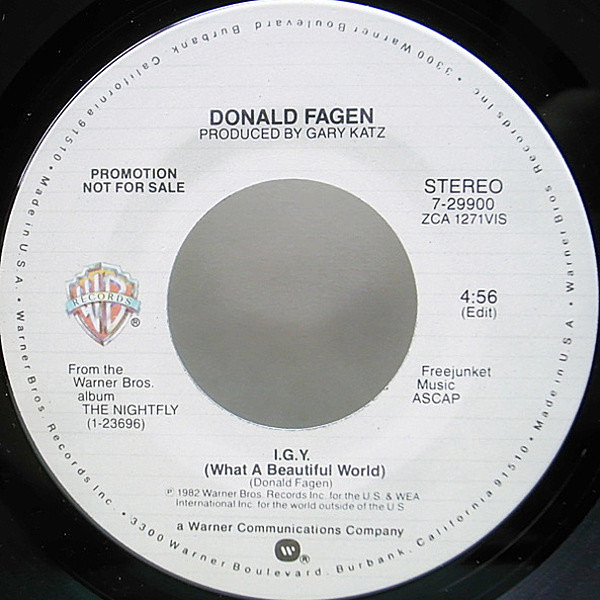 DONALD FAGEN
PRODUCED BY GARY KATZ
PROMOTION
NOT FOR SALE
STEREO
7-29900
ZCA 1271VIS
WB
RECORDS
®
4:56
(Edit)
From the
Warner Bros.
album
THE NIGHTFLY
(1-23696)
Freejunket
Music
ASCAP
I.G.Y.
(What A Beautiful World)
(Donald Fagen)
℗ 1982 Warner Bros. Records Inc. for the U.S. & WEA
International Inc. for the world outside of the U.S
a Warner Communications Company
®
Warner Bros. Records Inc. • 3300 Warner Boulevard. Burbank, California 91510 • Made in U.S.A. • Warner Bros. Records Inc. • 3300 Warner Boulevard Burbank, California 91510 • Made in U.S.A.